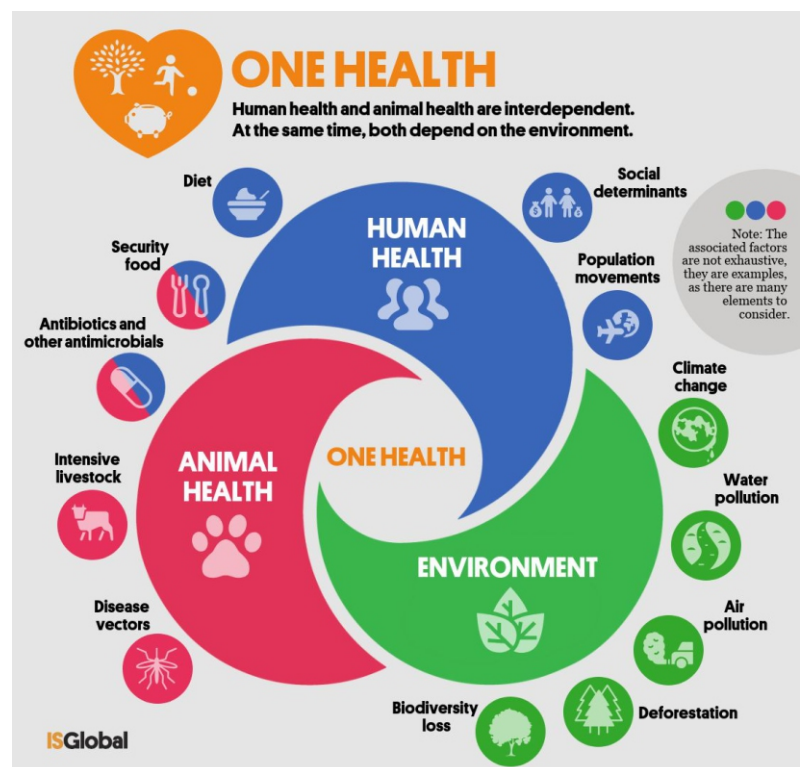 ONE HEALTH
Human health and animal health are interdependent.
At the same time, both depend on the environment.
Diet
Social
determinants
HUMAN
HEALTH
Note: The
associated factors
are not exhaustive,
they are examples,
as there are many
elements to
consider.
Security
food
Population
movements
Antibiotics and
other antimicrobials
Climate
change
ONE HEALTH
ANIMAL
HEALTH
Intensive
livestock
Water
pollution
ENVIRONMENT
Disease
vectors
Air
pollution
Biodiversity
loss
Deforestation
ISGlobal